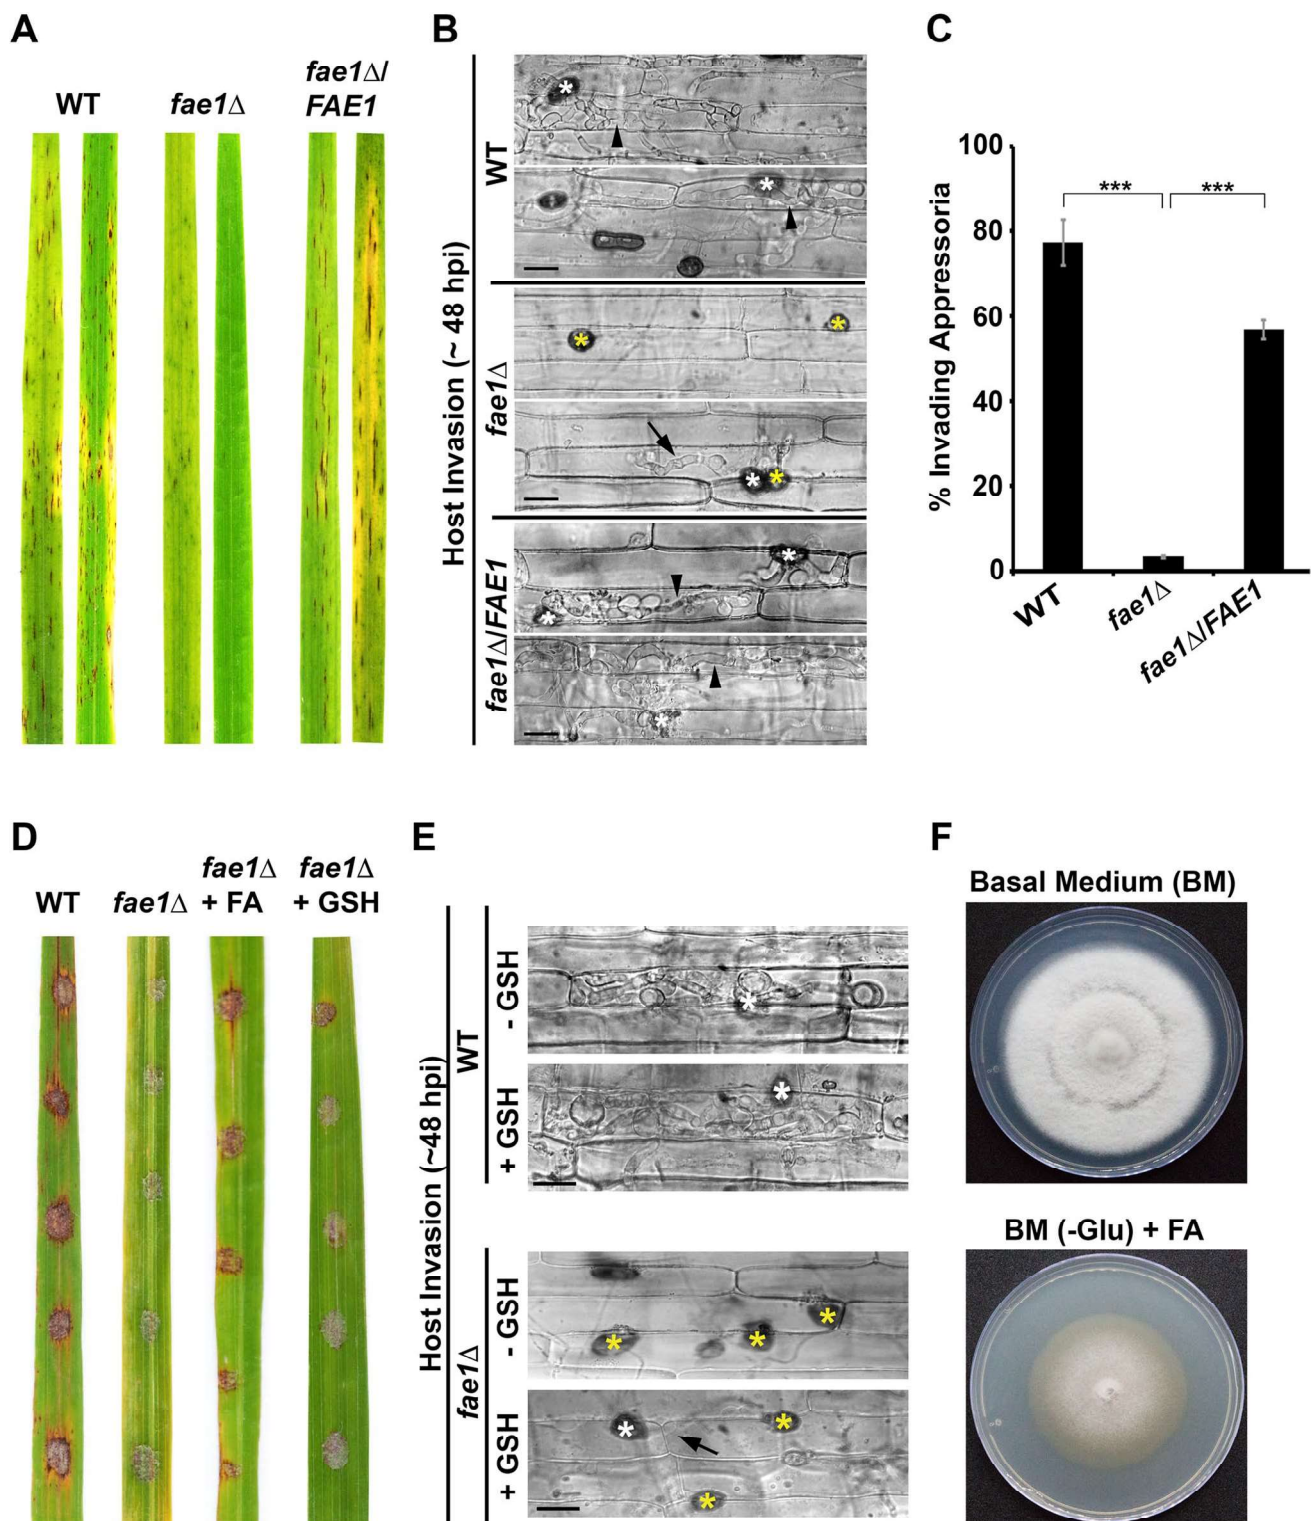 A
WT
fae1Δ
fae1Δ/
FAE1
B
Host Invasion (~ 48 hpi)
WT
fae1Δ
fae1Δ/FAE1
*
*
*
*
*
*
*
*
*
C
% Invading Appressoria
100
80
60
40
20
0
***
***
WT
fae1Δ
fae1Δ/FAE1
D
WT
fae1Δ
fae1Δ
+ FA
fae1Δ
+ GSH
E
Host Invasion (~48 hpi)
WT
- GSH
+ GSH
fae1Δ
- GSH
+ GSH
*
*
*
*
*
*
*
*
F
Basal Medium (BM)
BM (-Glu) + FA